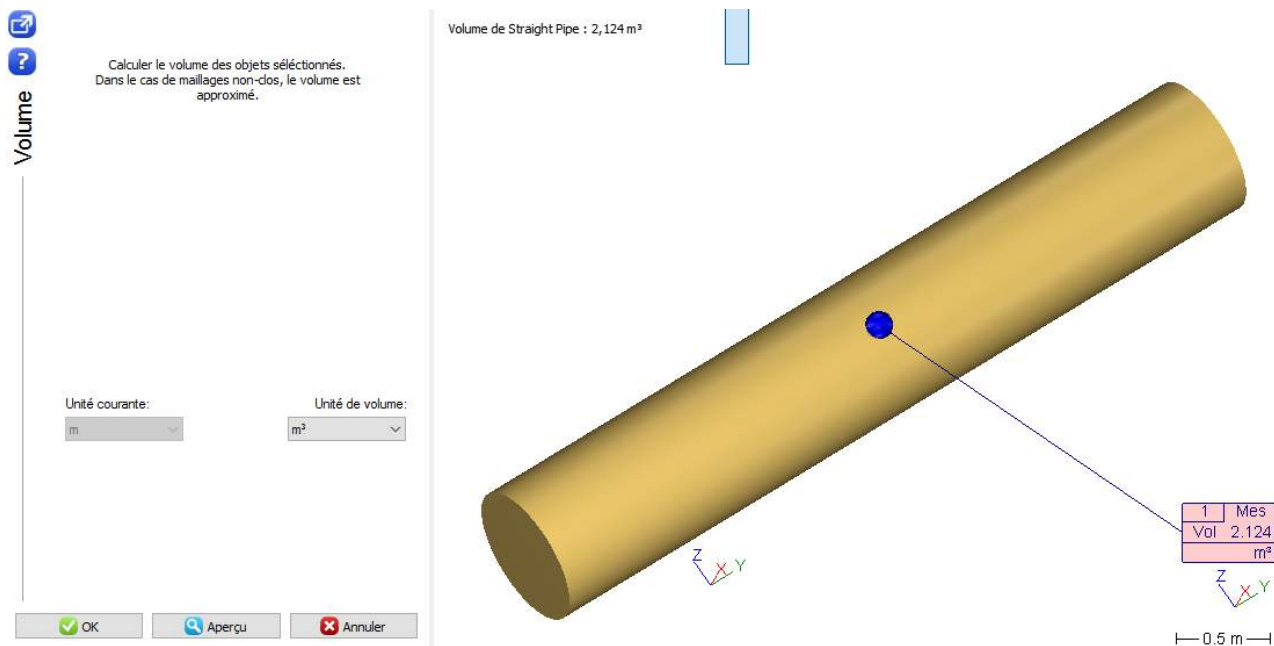 ?
Volume
Calculer le volume des objets séléctionnés.
Dans le cas de maillages non-clos, le volume est
approximé.
Unité courante:
Unité de volume:
m
m³
OK
Aperçu
Annuler
Volume de Straight Pipe : 2,124 m³
1 Mes
Vol 2.124
m³
Z X Y
Z X Y
0.5 m